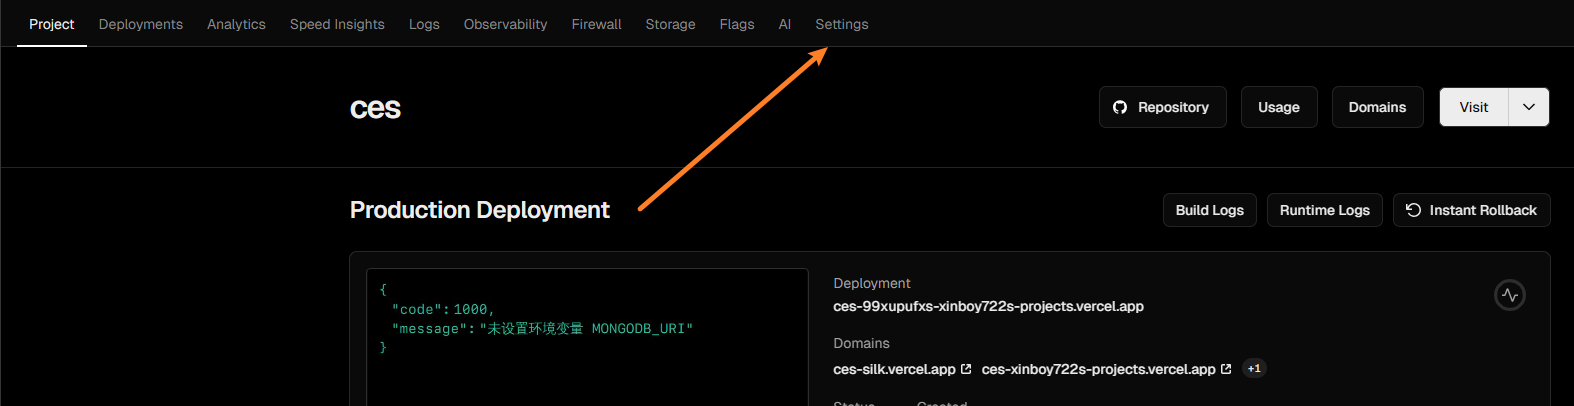 Project Deployments Analytics Speed Insights Logs Observability Firewall Storage Flags AI Settings
ces
Repository Usage Domains Visit
Production Deployment
Build Logs Runtime Logs Instant Rollback
{
"code": 1000,
"message": "未设置环境变量 MONGODB_URI"
}
Deployment
ces-99xupufxs-xinboy722s-projects.vercel.app
Domains
ces-silk.vercel.app ces-xinboy722s-projects.vercel.app +1
Status Created